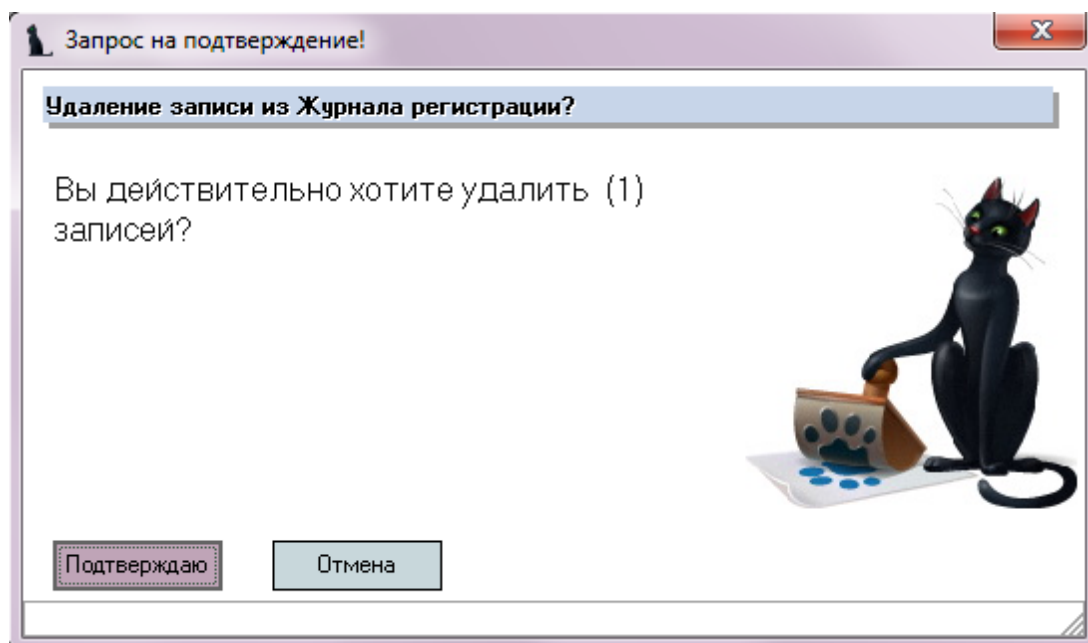 Запрос на подтверждение!
Удаление записи из Журнала регистрации?
Вы действительно хотите удалить (1)
записей?
Подтверждаю
Отмена